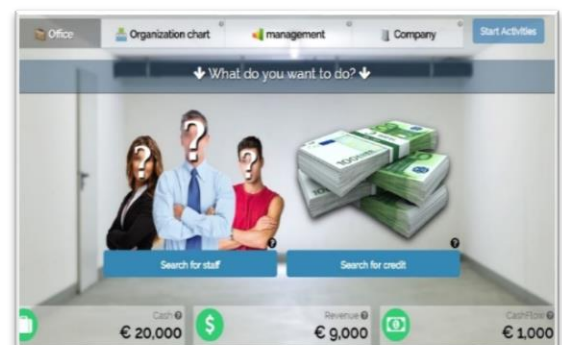 Office
Organization chart
management
Company
Start Activities
What do you want to do?
? ? ?
Search for staff
Search for credit
Cash
€ 20,000
Revenue
€ 9,000
CashFlow
€ 1,000